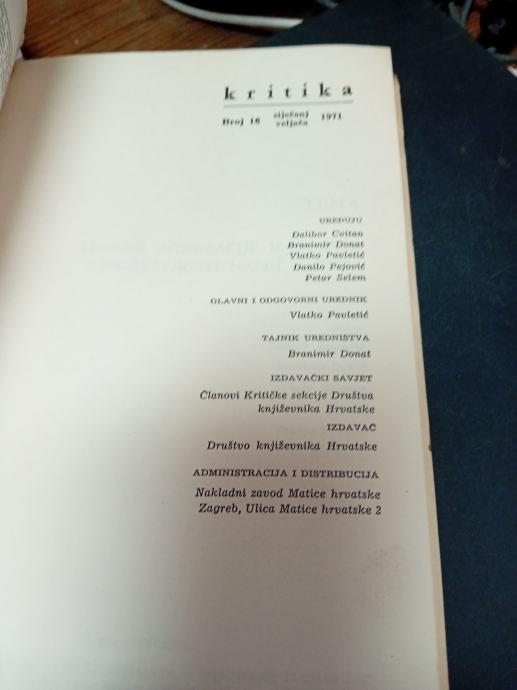 kritika
Broj 16 siječanj veljača 1971
UREĐUJU
Dalibor Cvitan
Branimir Donat
Vlatko Pavletić
Danilo Pejović
Petar Selem
GLAVNI I ODGOVORNI UREDNIK
Vlatko Pavletić
TAJNIK UREDNIŠTVA
Branimir Donat
IZDAVAČKI SAVJET
Članovi Kritičke sekcije Društva
književnika Hrvatske
IZDAVAČ
Društvo književnika Hrvatske
ADMINISTRACIJA I DISTRIBUCIJA
Nakladni zavod Matice hrvatske
Zagreb, Ulica Matice hrvatske 2